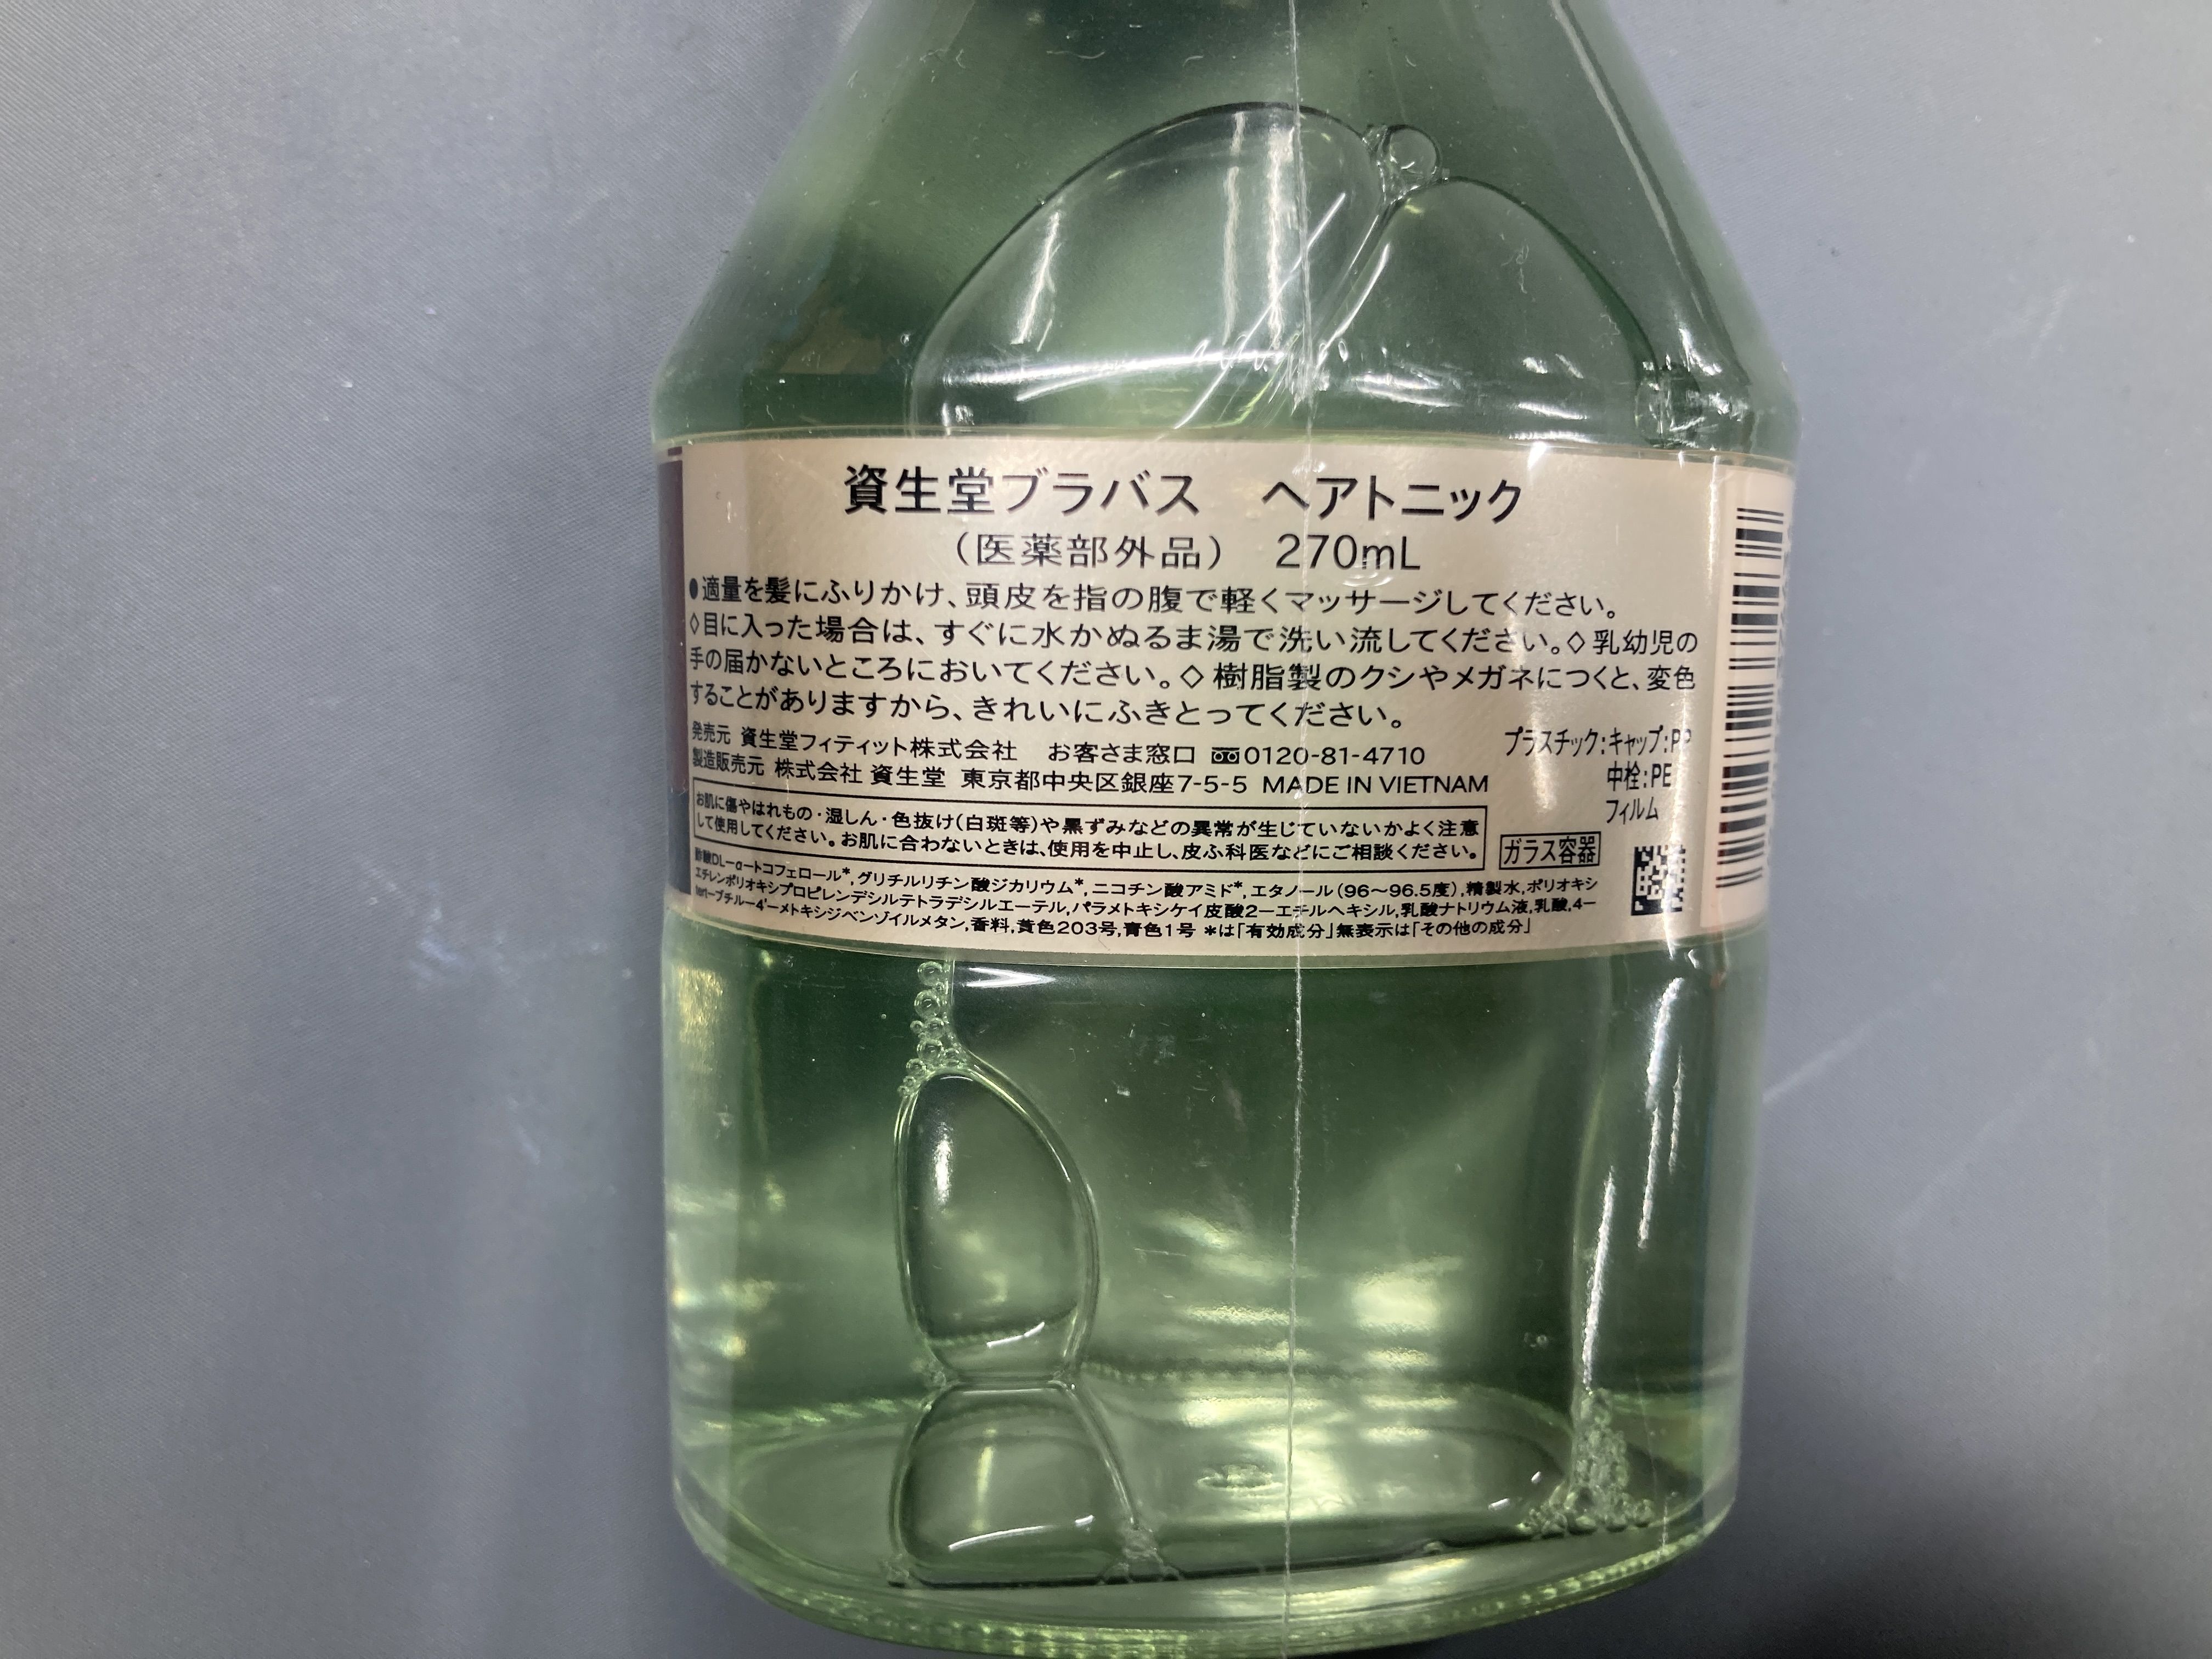 資生堂ブラバス　ヘアトニック
（医薬部外品）　270mL
●適量を髪にふりかけ、頭皮を指の腹で軽くマッサージしてください。
◇目に入った場合は、すぐに水かぬるま湯で洗い流してください。◇乳幼児の
手の届かないところにおいてください。◇樹脂製のクシやメガネにつくと、変色
することがありますから、きれいにふきとってください。
発売元 資生堂フィティット株式会社　お客さま窓口 0120-81-4710
製造販売元 株式会社 資生堂 東京都中央区銀座7-5-5 MADE IN VIETNAM
プラスチック:キャップ:PP
中栓:PE
フィルム
お肌に傷やはれもの・湿しん・色抜け(白斑等)や黒ずみなどの異常が生じていないかよく注意
して使用してください。お肌に合わないときは、使用を中止し、皮ふ科医などにご相談ください。
ガラス容器
酢酸DL−α−トコフェロール*,グリチルリチン酸ジカリウム*,ニコチン酸アミド*,エタノール(96〜96.5度),精製水,ポリオキシ
エチレンポリオキシプロピレンデシルテトラデシルエーテル,パラメトキシケイ皮酸2−エチルヘキシル,乳酸ナトリウム液,乳酸,4−
tert−ブチル−4'−メトキシジベンゾイルメタン,香料,黄色203号,青色1号 *は｢有効成分｣無表示は｢その他の成分｣